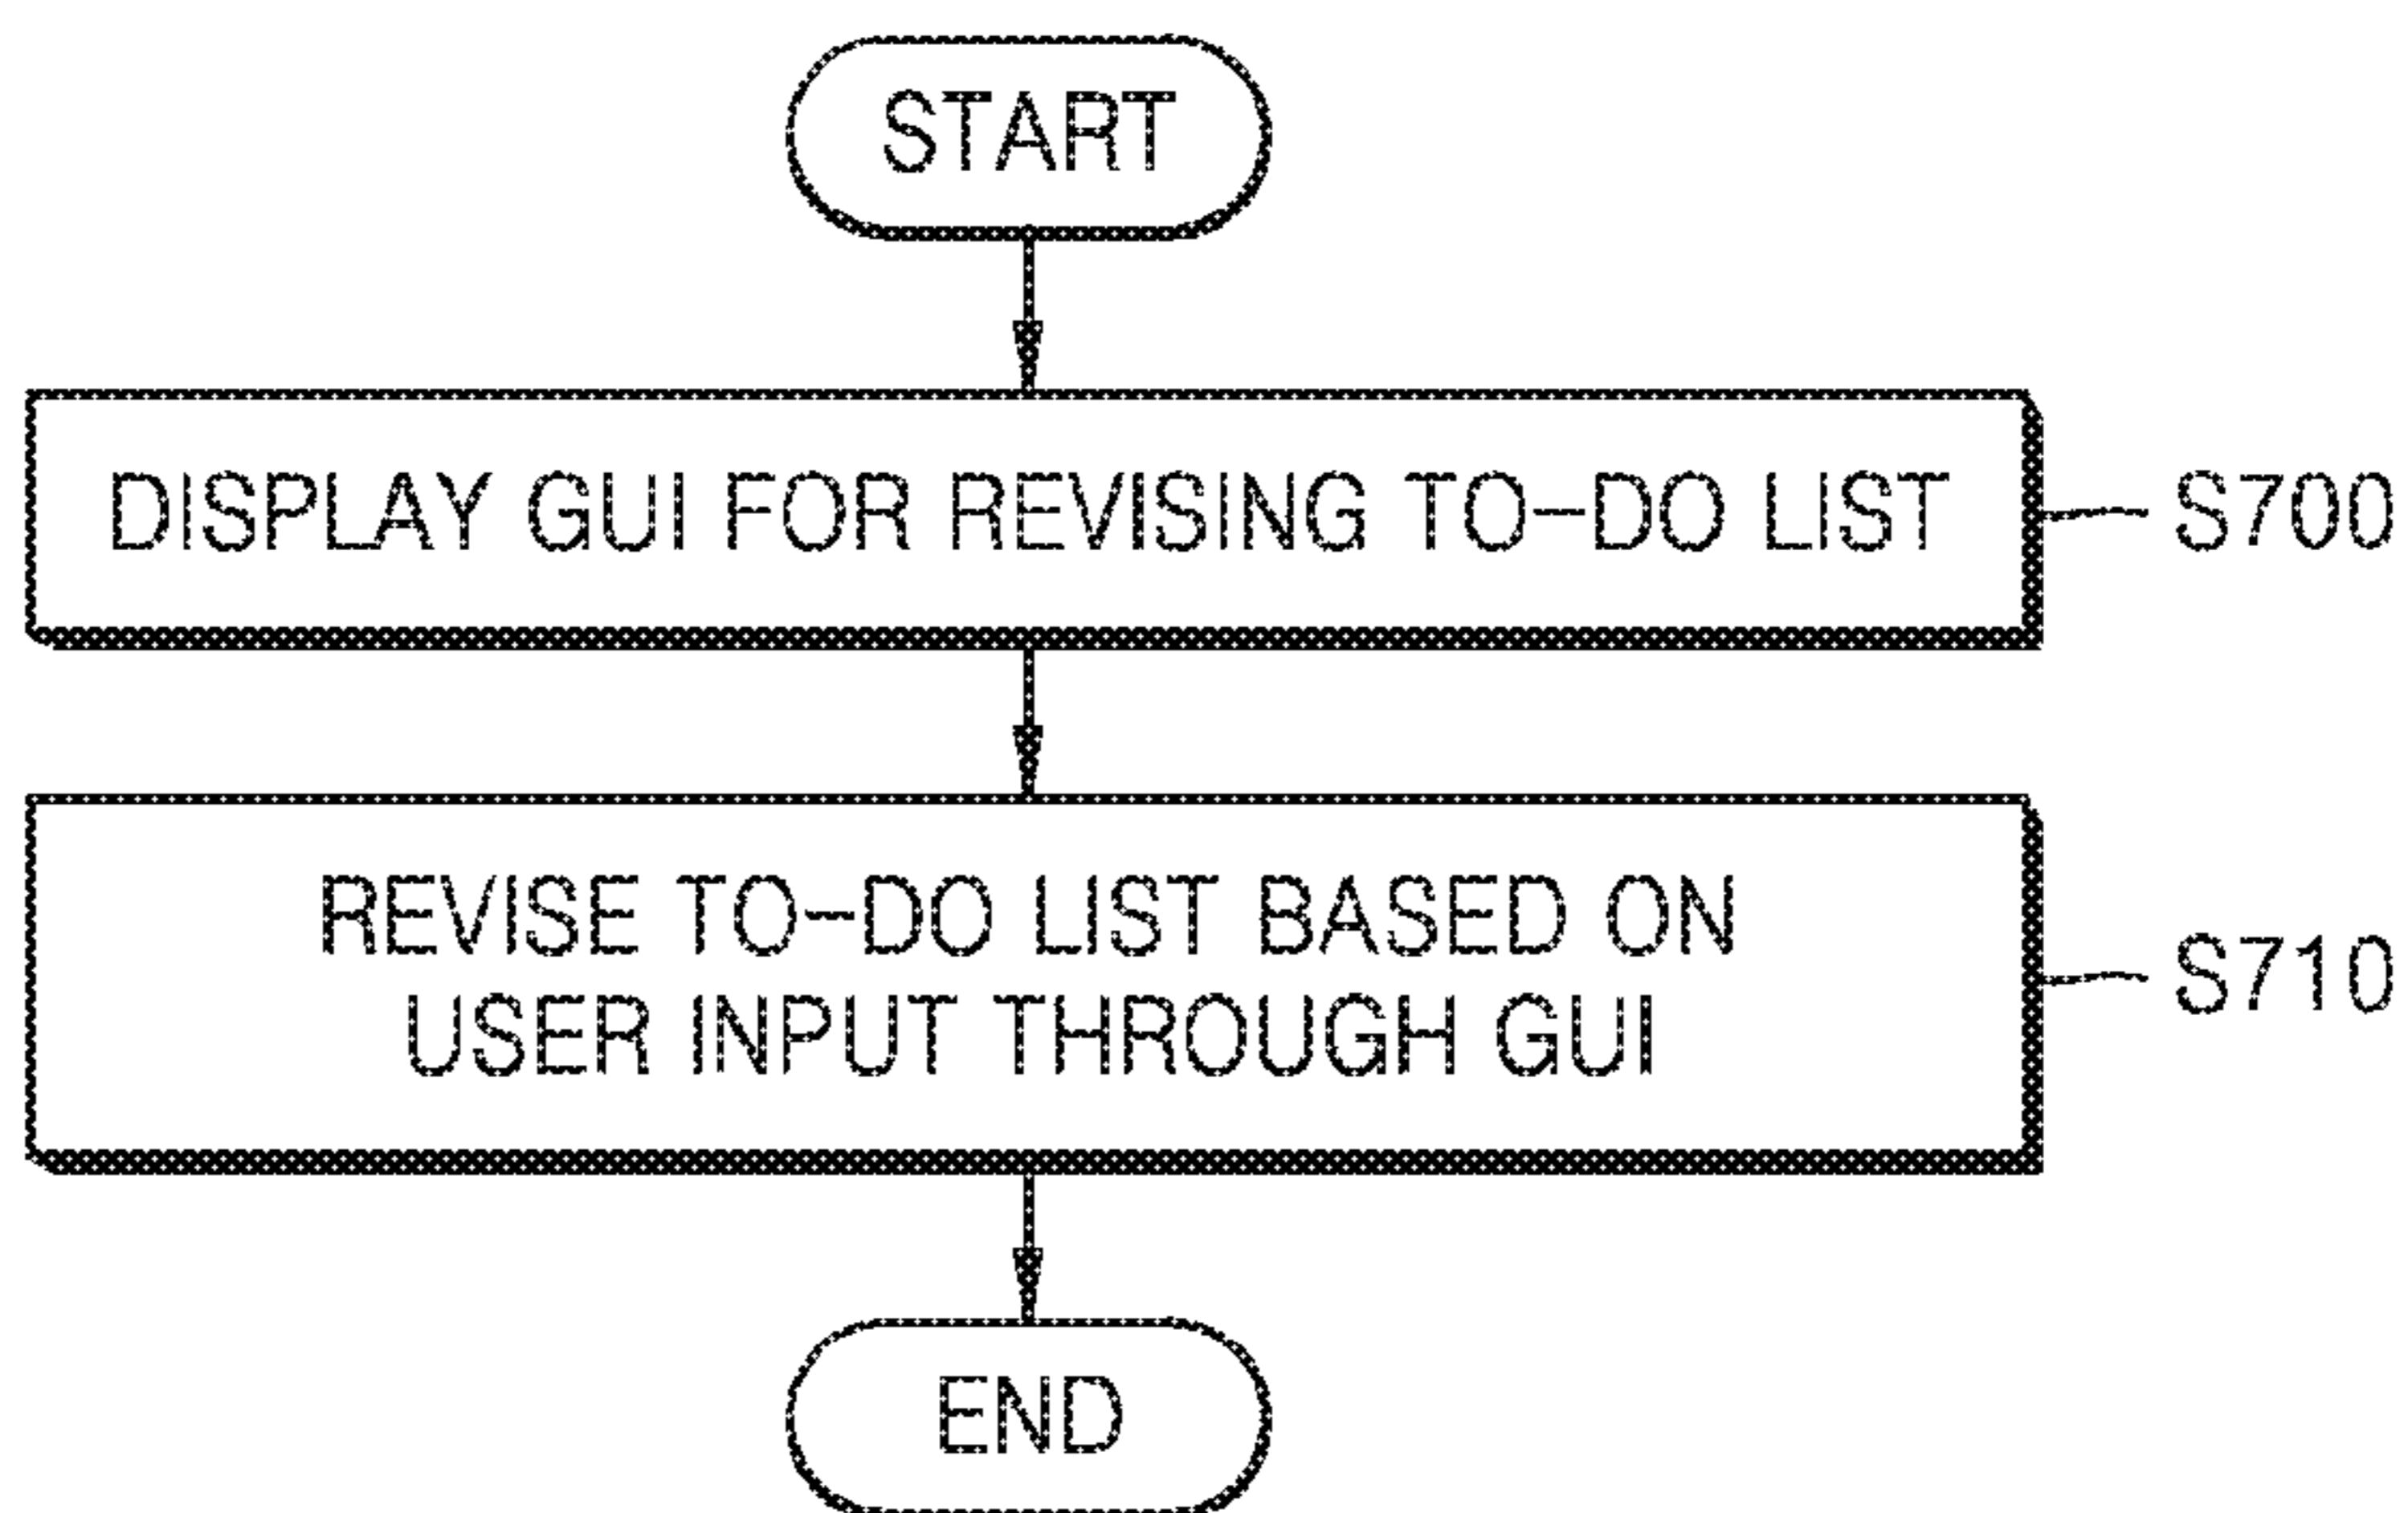 START
DISPLAY GUI FOR REVISING TO-DO LIST
S700
REVISE TO-DO LIST BASED ON
USER INPUT THROUGH GUI
S710
END